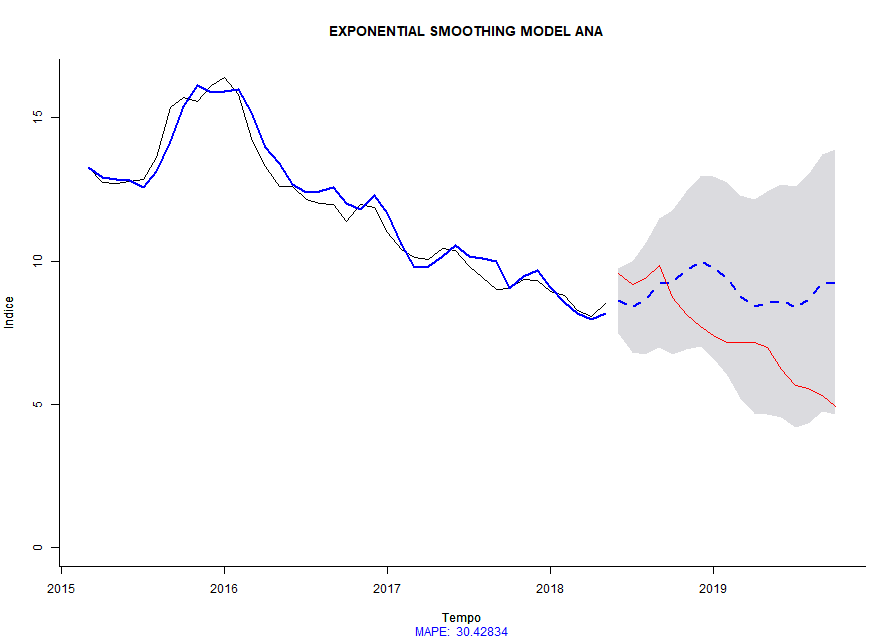 EXPONENTIAL SMOOTHING MODEL ANA
15
10
5
0
Indice
2015 2016 2017 2018 2019
Tempo
MAPE: 30.42834